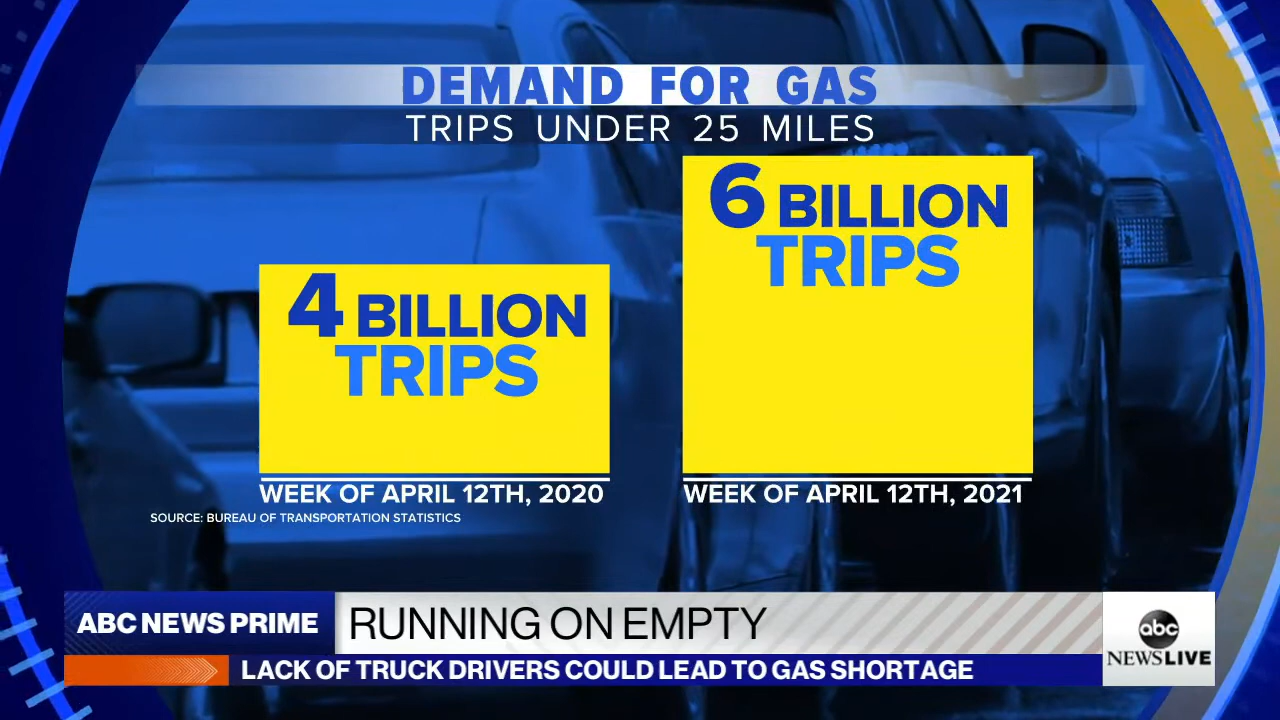 DEMAND FOR GAS
TRIPS UNDER 25 MILES
4 BILLION
TRIPS
6 BILLION
TRIPS
WEEK OF APRIL 12TH, 2020
WEEK OF APRIL 12TH, 2021
SOURCE: BUREAU OF TRANSPORTATION STATISTICS
ABC NEWS PRIME
RUNNING ON EMPTY
LACK OF TRUCK DRIVERS COULD LEAD TO GAS SHORTAGE
abc
NEWSLIVE